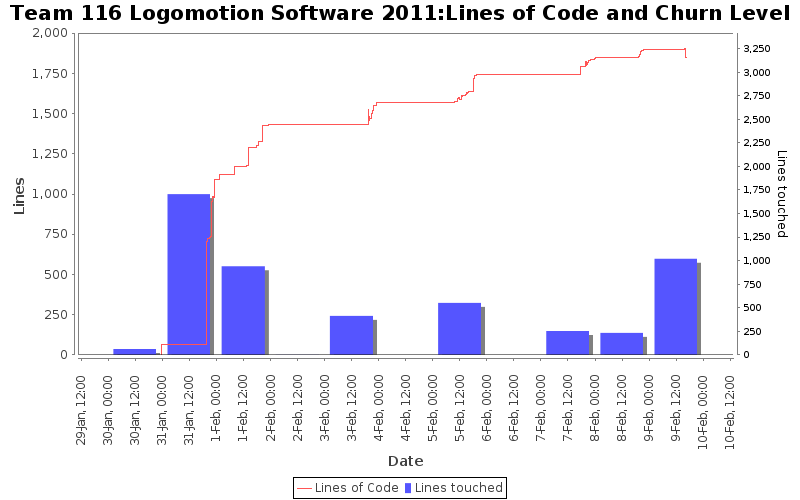 Team 116 Logomotion Software 2011:Lines of Code and Churn Level
2,000
1,750
1,500
1,250
1,000
750
500
250
0
Lines
3,250
3,000
2,750
2,500
2,250
2,000
1,750
1,500
1,250
1,000
750
500
250
0
Lines touched
29-Jan, 12:00
30-Jan, 00:00
30-Jan, 12:00
31-Jan, 00:00
31-Jan, 12:00
1-Feb, 00:00
1-Feb, 12:00
2-Feb, 00:00
2-Feb, 12:00
3-Feb, 00:00
3-Feb, 12:00
4-Feb, 00:00
4-Feb, 12:00
5-Feb, 00:00
5-Feb, 12:00
6-Feb, 00:00
6-Feb, 12:00
7-Feb, 00:00
7-Feb, 12:00
8-Feb, 00:00
8-Feb, 12:00
9-Feb, 00:00
9-Feb, 12:00
10-Feb, 00:00
10-Feb, 12:00
Date
Lines of Code Lines touched